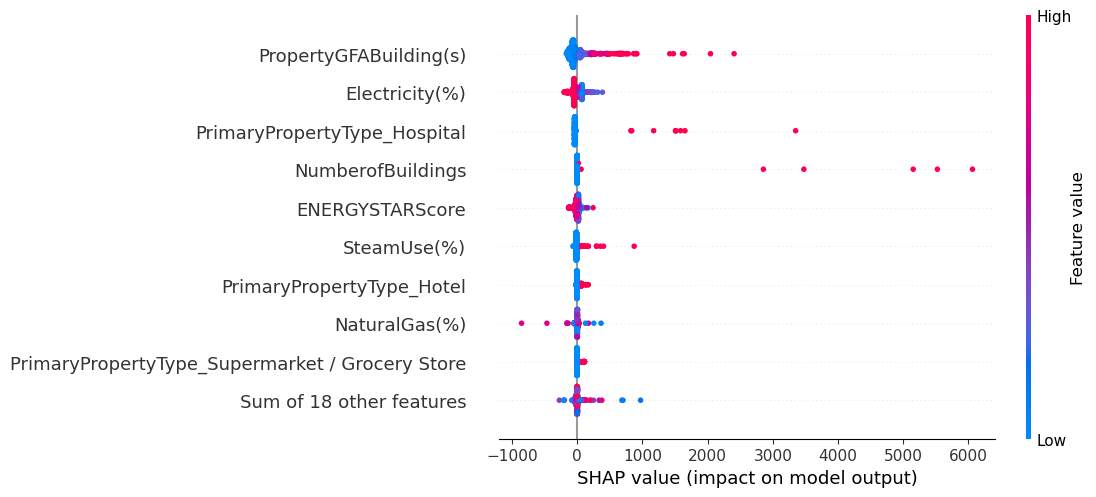 High
PropertyGFABuilding(s)
Electricity(%)
PrimaryPropertyType_Hospital
NumberofBuildings
ENERGYSTARScore
SteamUse(%)
PrimaryPropertyType_Hotel
NaturalGas(%)
PrimaryPropertyType_Supermarket / Grocery Store
Sum of 18 other features
Feature value
Low
−1000 0 1000 2000 3000 4000 5000 6000
SHAP value (impact on model output)